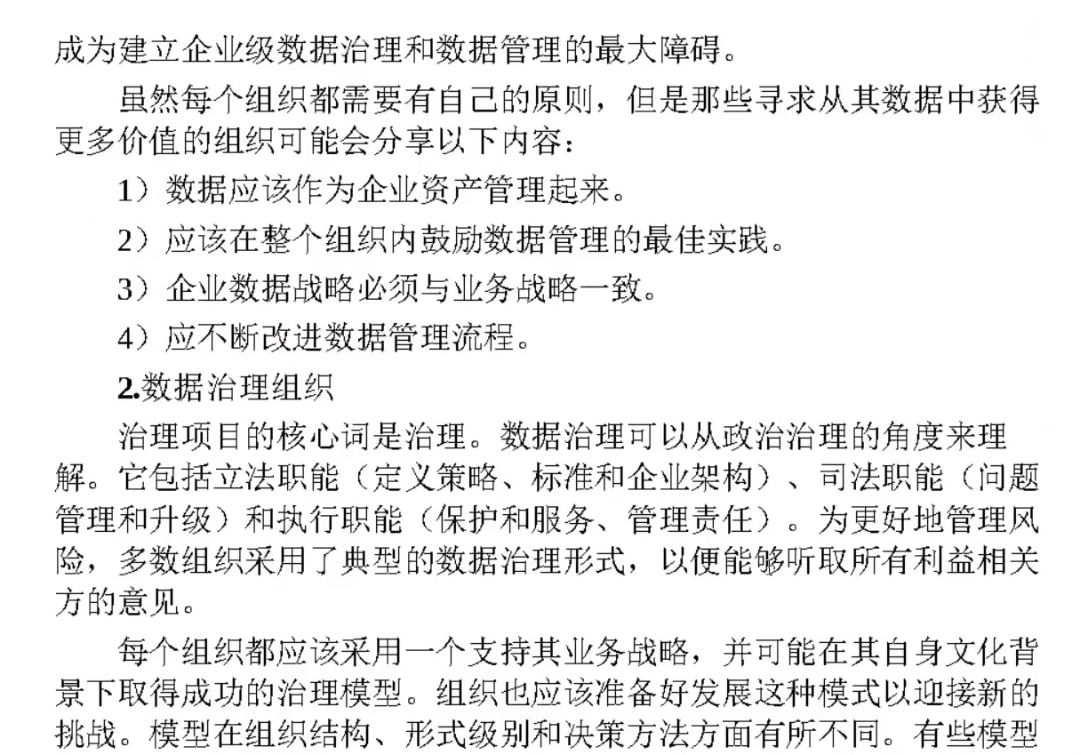 成为建立企业级数据治理和数据管理的最大障碍。
虽然每个组织都需要有自己的原则，但是那些寻求从其数据中获得
更多价值的组织可能会分享以下内容：
1）数据应该作为企业资产管理起来。
2）应该在整个组织内鼓励数据管理的最佳实践。
3）企业数据战略必须与业务战略一致。
4）应不断改进数据管理流程。
2.数据治理组织
治理项目的核心词是治理。数据治理可以从政治治理的角度来理
解。它包括立法职能（定义策略、标准和企业架构）、司法职能（问题
管理和升级）和执行职能（保护和服务、管理责任）。为更好地管理风
险，多数组织采用了典型的数据治理形式，以便能够听取所有利益相关
方的意见。
每个组织都应该采用一个支持其业务战略，并可能在其自身文化背
景下取得成功的治理模型。组织也应该准备好发展这种模式以迎接新的
挑战。模型在组织结构、形式级别和决策方法方面有所不同。有些模型